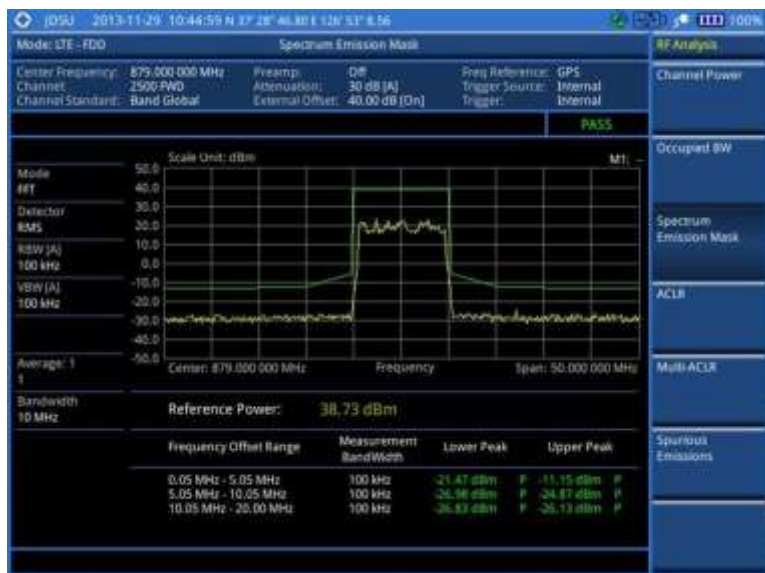 JDSU 2013-11-29 10:44:59 N 37° 28' 46.80 E 126° 53' 8.56 100%
Mode: LTE - FDD Spectrum Emission Mask RF Analysis
Center Frequency: 879.000 000 MHz Preamp: Off Freq Reference: GPS
Channel: 2500 FWD Attenuation: 30 dB [A] Trigger Source: Internal
Channel Standard: Band Global External Offset: 40.00 dB [On] Trigger: Internal
Channel Power
PASS
Occupied BW
Scale Unit: dBm M1: --
Mode
FFT
Detector
RMS
RBW [A]
100 kHz
VBW [A]
100 kHz
Average: 1
1
Bandwidth
10 MHz
50.0
40.0
30.0
20.0
10.0
0.0
-10.0
-20.0
-30.0
-40.0
-50.0
Center: 879.000 000 MHz Frequency Span: 50.000 000 MHz
Spectrum
Emission Mask
ACLR
Multi-ACLR
Spurious
Emissions
Reference Power: 38.73 dBm
Frequency Offset Range Measurement BandWidth Lower Peak Upper Peak
0.05 MHz - 5.05 MHz 100 kHz -21.47 dBm P -11.15 dBm P
5.05 MHz - 10.05 MHz 100 kHz -26.98 dBm P -24.87 dBm P
10.05 MHz - 20.00 MHz 100 kHz -26.83 dBm P -26.13 dBm P